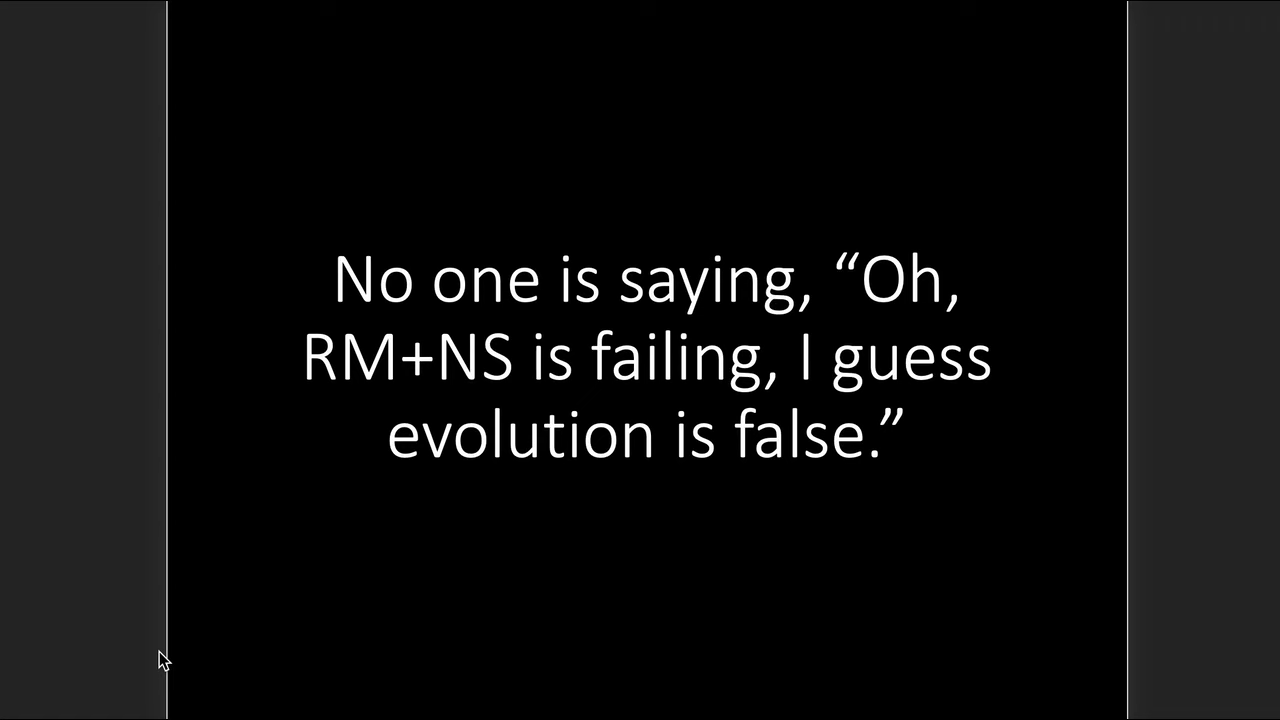 No one is saying, “Oh,
RM+NS is failing, I guess
evolution is false.”